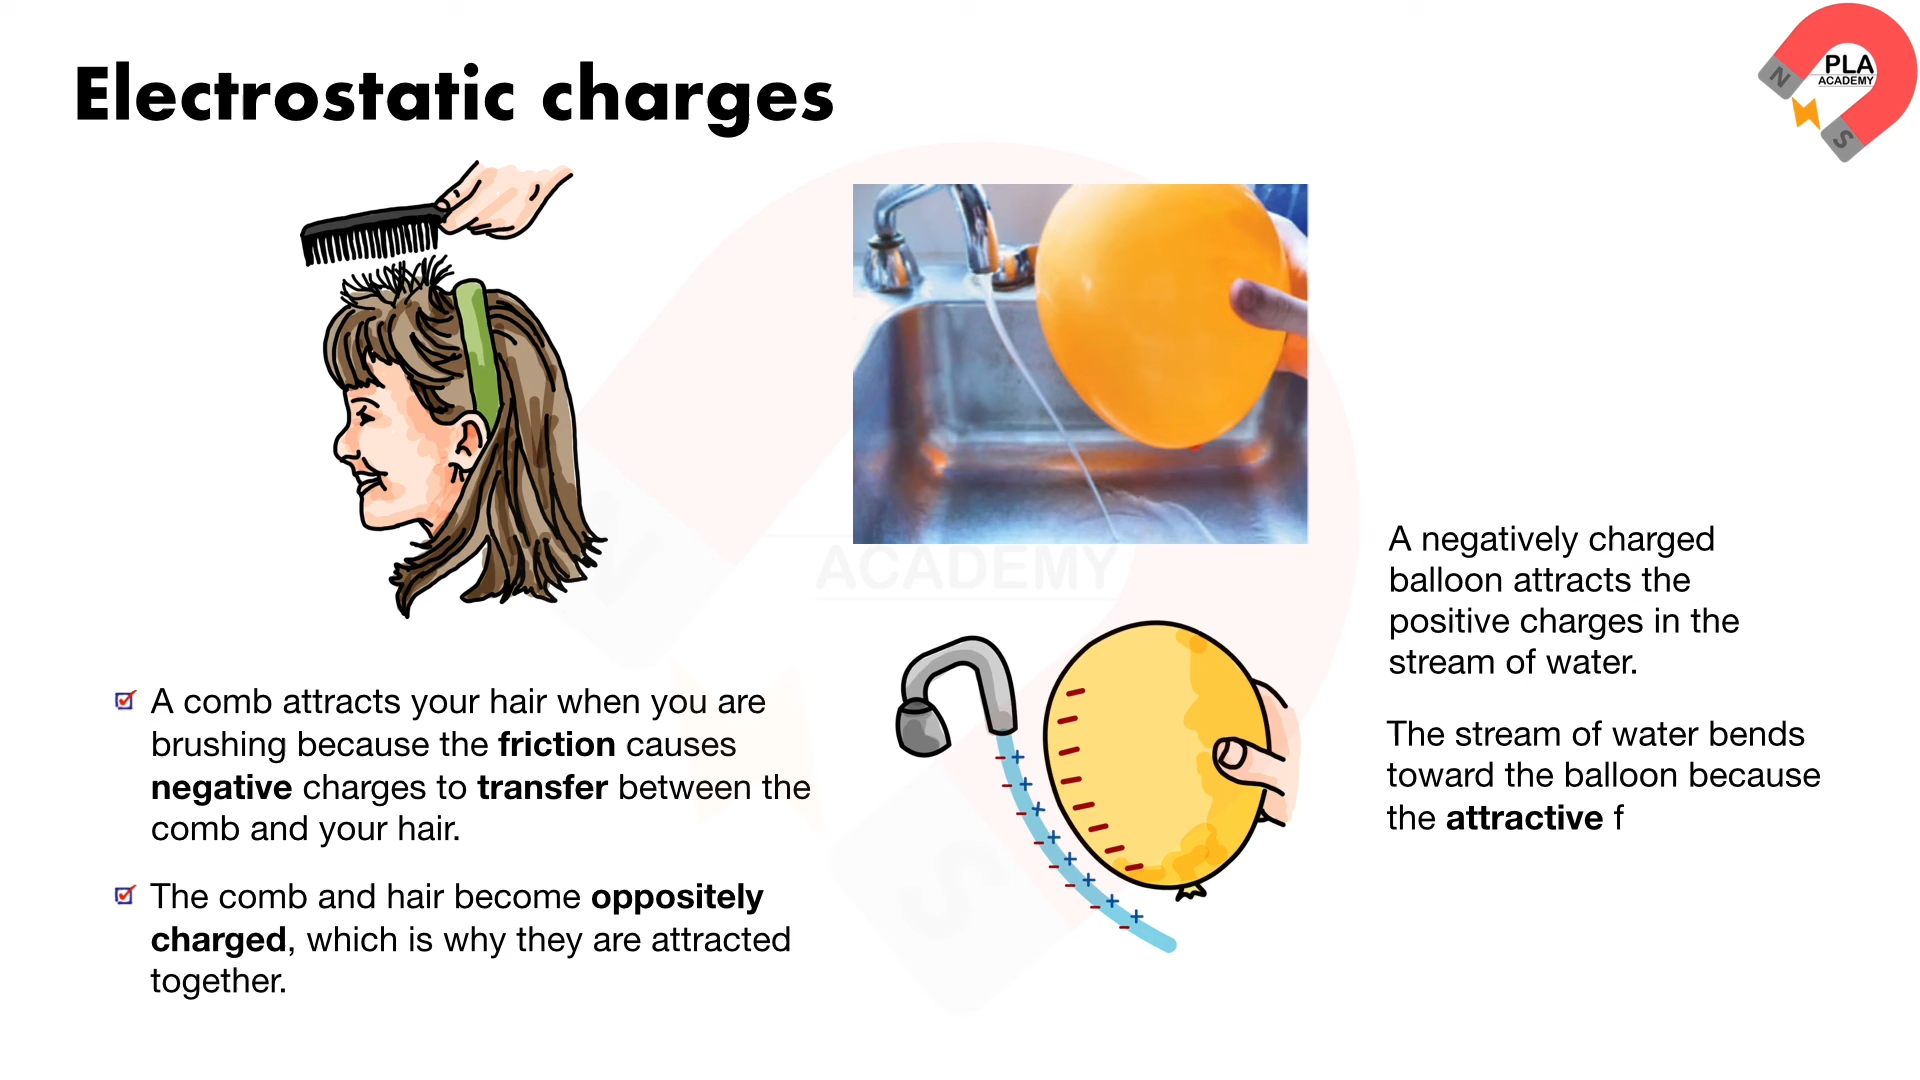 Electrostatic charges
N
PLA
ACADEMY
S
A comb attracts your hair when you are
brushing because the friction causes
negative charges to transfer between the
comb and your hair.
The comb and hair become oppositely
charged, which is why they are attracted
together.
ACADEMY
S
A negatively charged
balloon attracts the
positive charges in the
stream of water.
The stream of water bends
toward the balloon because
the attractive f